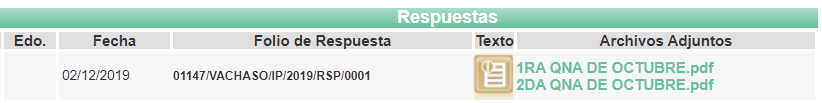 Respuestas
Edo. Fecha Folio de Respuesta Texto Archivos Adjuntos
02/12/2019 01147/VACHASO/IP/2019/RSP/0001 1RA QNA DE OCTUBRE.pdf
2DA QNA DE OCTUBRE.pdf